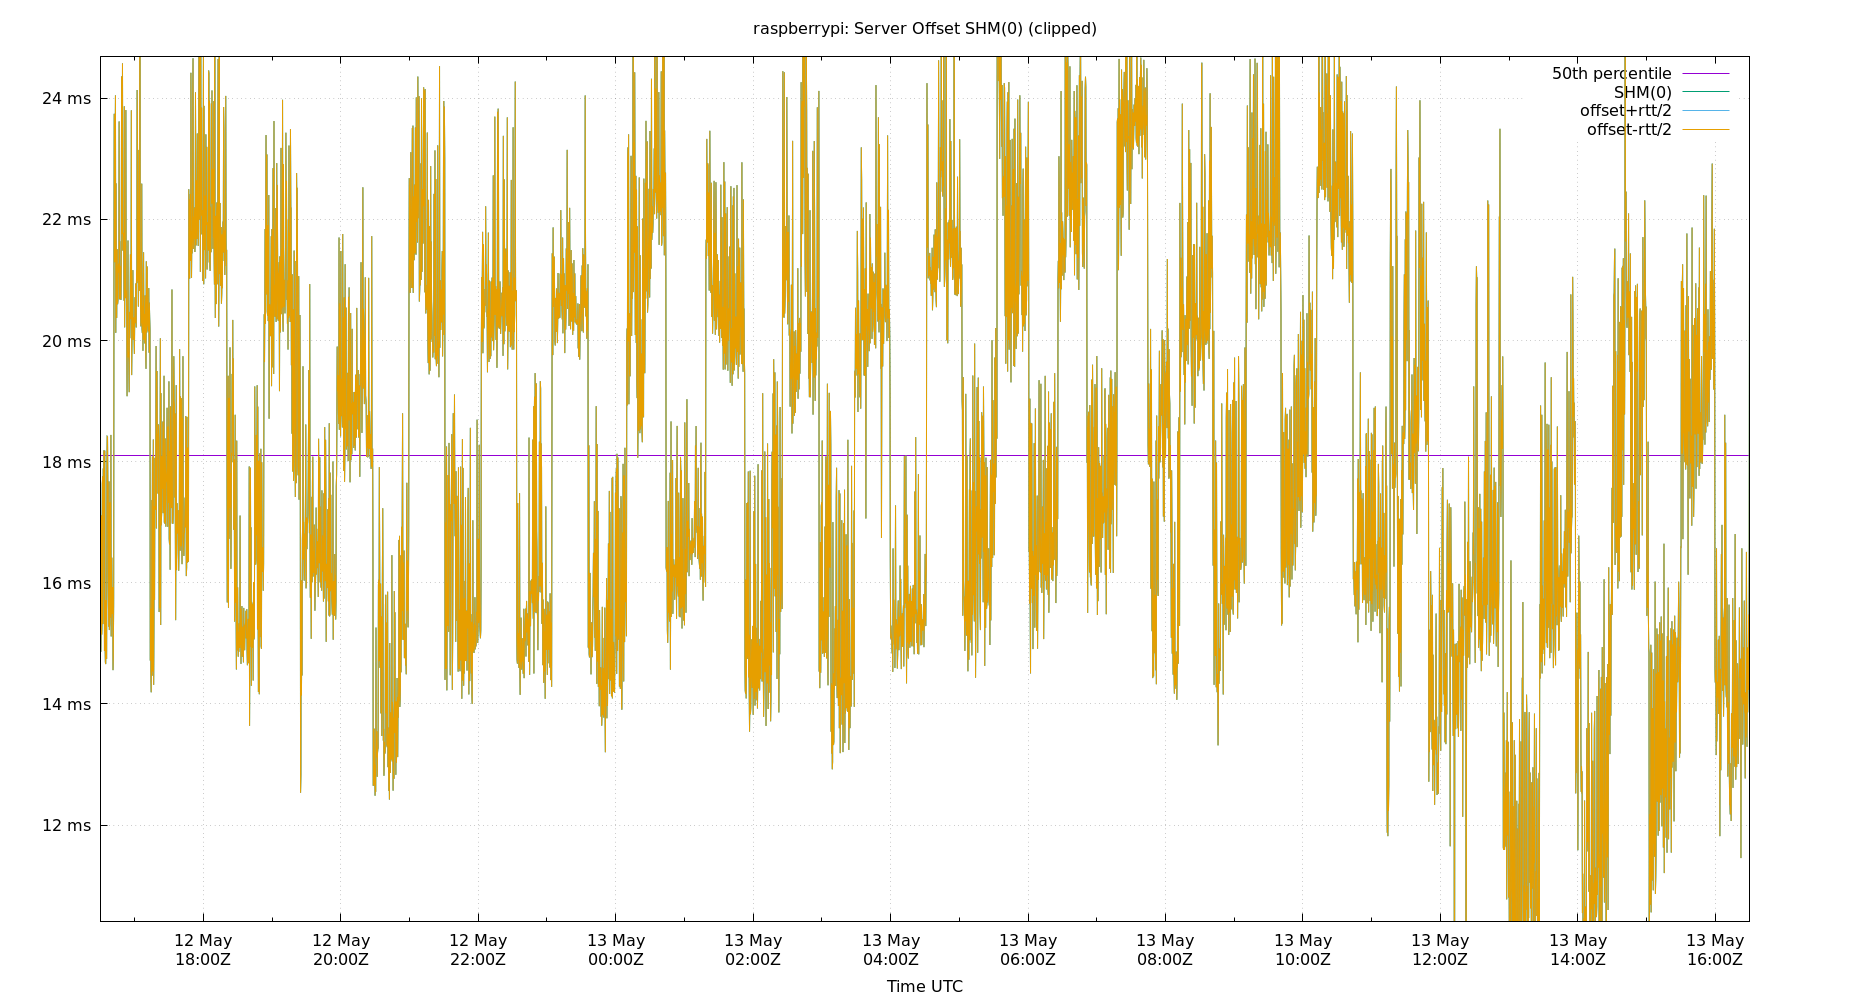 raspberrypi: Server Offset SHM(0) (clipped)
50th percentile
SHM(0)
offset+rtt/2
offset-rtt/2
24 ms
22 ms
20 ms
18 ms
16 ms
14 ms
12 ms
12 May 12 May 12 May 13 May 13 May 13 May 13 May 13 May 13 May 13 May 13 May 13 May
18:00Z 20:00Z 22:00Z 00:00Z 02:00Z 04:00Z 06:00Z 08:00Z 10:00Z 12:00Z 14:00Z 16:00Z
Time UTC